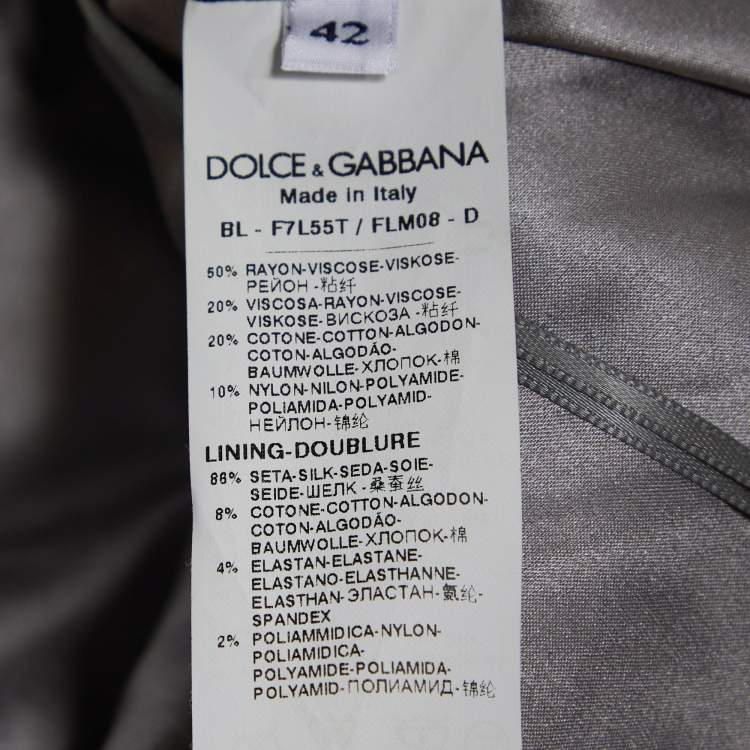 42
DOLCE & GABBANA
Made in Italy
BL - F7L55T / FLM08 - D
50% RAYON-VISCOSE-VISKOSE-
РЕЙОН -粘纤
20% VISCOSA-RAYON-VISCOSE-
VISKOSE-ВИСКОЗА -粘纤
20% COTONE-COTTON-ALGODON-
COTON-ALGODÃO-
BAUMWOLLE-ХЛОПОК-棉
10% NYLON-NILON-POLYAMIDE-
POLIAMIDA-POLYAMID-
НЕЙЛОН-锦纶
LINING-DOUBLURE
86% SETA-SILK-SEDA-SOIE-
SEIDE-ШЕЛК -桑蚕丝
8% COTONE-COTTON-ALGODON-
COTON-ALGODÃO-
BAUMWOLLE-ХЛОПОК-棉
4% ELASTAN-ELASTANE-
ELASTANO-ELASTHANNE-
ELASTHAN-ЭЛАСТАН-氨纶-
SPANDEX
2% POLIAMMIDICA-NYLON-
POLIAMIDICA-
POLYAMIDE-POLIAMIDA-
POLYAMID-ПОЛИАМИД-锦纶